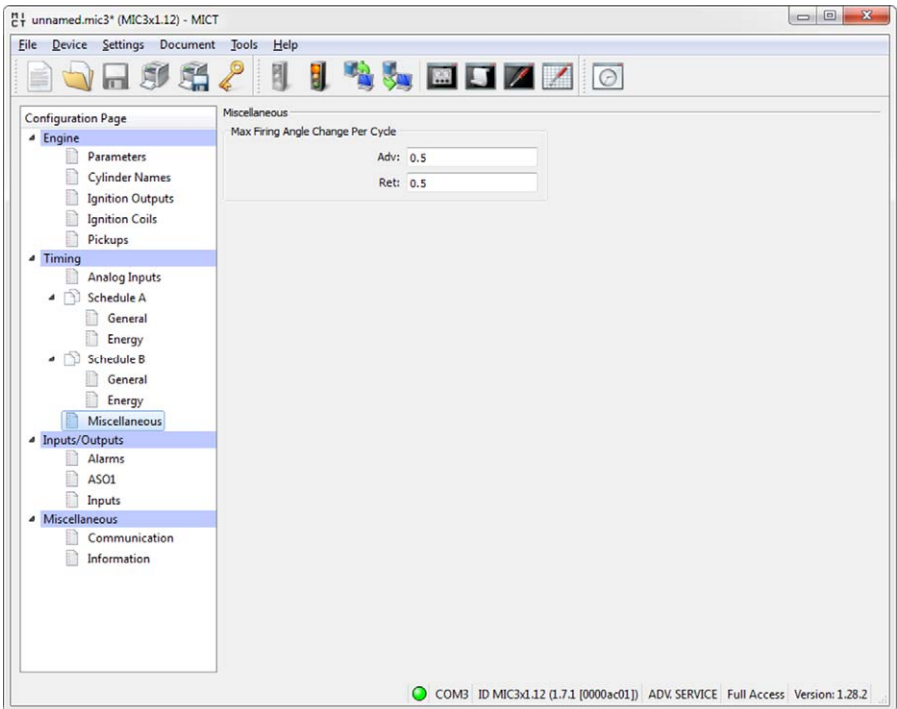 unnamed.mic3* (MIC3x1.12) - MICT
File Device Settings Document Tools Help
Configuration Page
Engine
Parameters
Cylinder Names
Ignition Outputs
Ignition Coils
Pickups
Timing
Analog Inputs
Schedule A
General
Energy
Schedule B
General
Energy
Miscellaneous
Inputs/Outputs
Alarms
ASO1
Inputs
Miscellaneous
Communication
Information
Miscellaneous
Max Firing Angle Change Per Cycle
Adv: 0.5
Ret: 0.5
COM3 ID MIC3x1.12 (1.7.1 [0000ac01]) ADV. SERVICE Full Access Version: 1.28.2